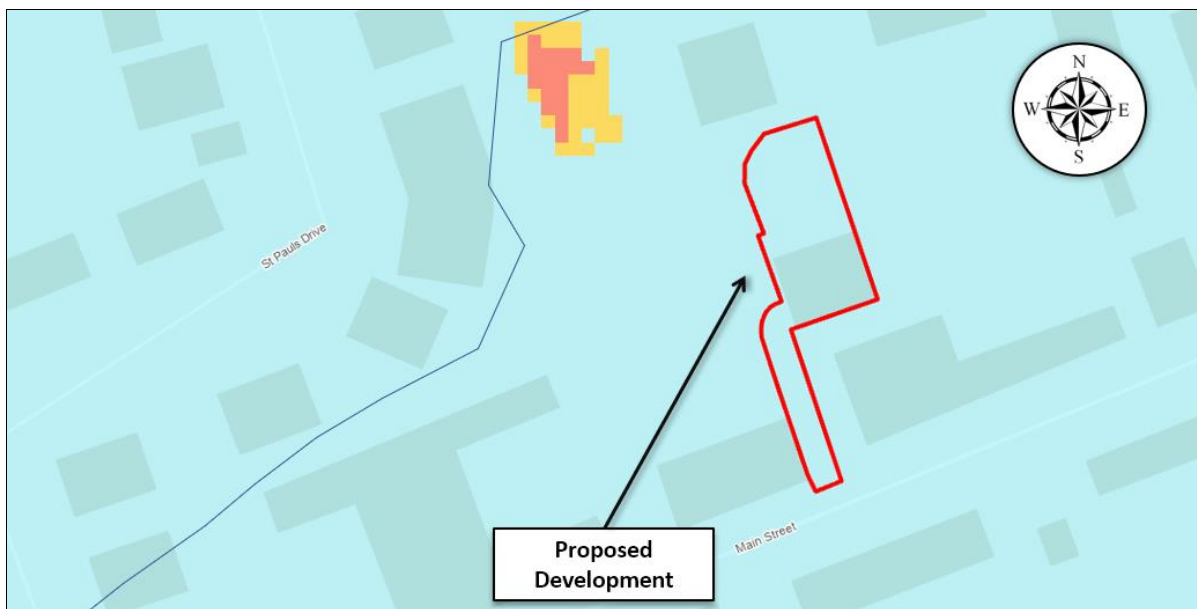 N
W E
S
St Pauls Drive
Main Street
Proposed
Development